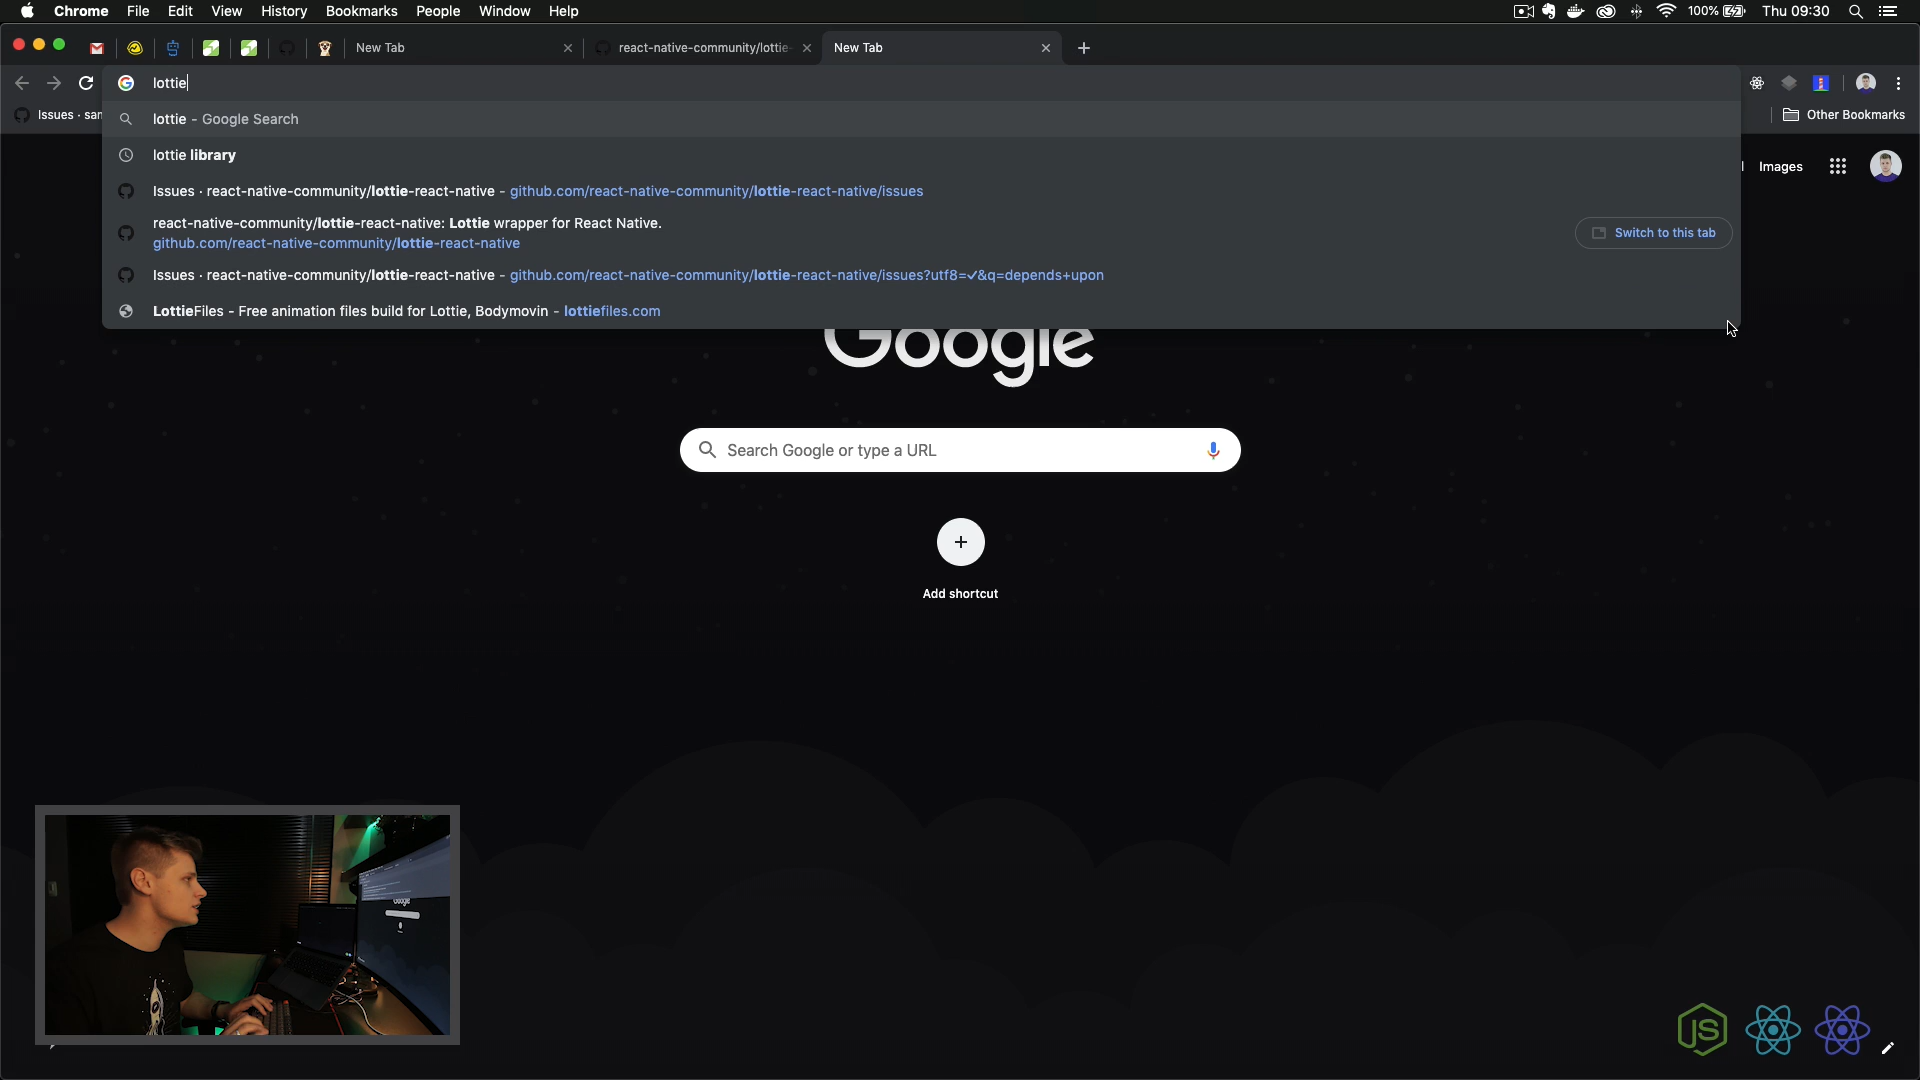 Chrome File Edit View History Bookmarks People Window Help
100% Thu 09:30
New Tab
react-native-community/lottie-
New Tab
lottie
Issues · sam
Other Bookmarks
lottie – Google Search
lottie library
Issues · react-native-community/lottie-react-native – github.com/react-native-community/lottie-react-native/issues
react-native-community/lottie-react-native: Lottie wrapper for React Native.
github.com/react-native-community/lottie-react-native
Switch to this tab
Issues · react-native-community/lottie-react-native – github.com/react-native-community/lottie-react-native/issues?utf8=✓&q=depends+upon
LottieFiles – Free animation files build for Lottie, Bodymovin – lottiefiles.com
Images
Google
Search Google or type a URL
Add shortcut
Google
JS